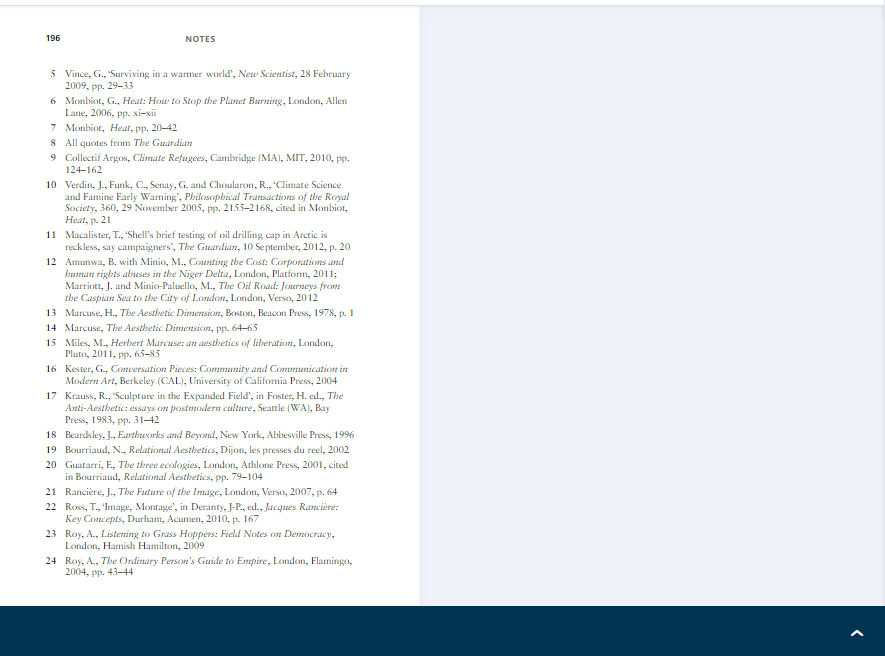 196
NOTES
5 Vince, G., ‘Surviving in a warmer world’, New Scientist, 28 February
2009, pp. 29–33
6 Monbiot, G., Heat: How to Stop the Planet Burning, London, Allen
Lane, 2006, pp. xi–xii
7 Monbiot, Heat, pp. 20–42
8 All quotes from The Guardian
9 Collectif Argos, Climate Refugees, Cambridge (MA), MIT, 2010, pp.
124–162
10 Verdin, J., Funk, C., Senay, G. and Choularon, R., ‘Climate Science
and Famine Early Warning’, Philosophical Transactions of the Royal
Society, 360, 29 November 2005, pp. 2155–2168, cited in Monbiot,
Heat, p. 21
11 Macalister, T., ‘Shell’s brief testing of oil drilling cap in Arctic is
reckless, say campaigners’, The Guardian, 10 September, 2012, p. 20
12 Amunwa, B. with Minio, M., Counting the Cost: Corporations and
human rights abuses in the Niger Delta, London, Platform, 2011;
Marriott, J. and Minio-Paluello, M., The Oil Road: Journeys from
the Caspian Sea to the City of London, London, Verso, 2012
13 Marcuse, H., The Aesthetic Dimension, Boston, Beacon Press, 1978, p. 1
14 Marcuse, The Aesthetic Dimension, pp. 64–65
15 Miles, M., Herbert Marcuse: an aesthetics of liberation, London,
Pluto, 2011, pp. 65–85
16 Kester, G., Conversation Pieces: Community and Communication in
Modern Art, Berkeley (CAL), University of California Press, 2004
17 Krauss, R., ‘Sculpture in the Expanded Field’, in Foster, H. ed., The
Anti-Aesthetic: essays on postmodern culture, Seattle (WA), Bay
Press, 1983, pp. 31–42
18 Beardsley, J., Earthworks and Beyond, New York, Abbesville Press, 1996
19 Bourriaud, N., Relational Aesthetics, Dijon, les presses du reel, 2002
20 Guatarri, F., The three ecologies, London, Athlone Press, 2001, cited
in Bourriaud, Relational Aesthetics, pp. 79–104
21 Rancière, J., The Future of the Image, London, Verso, 2007, p. 64
22 Ross, T., ‘Image, Montage’, in Deranty, J-P., ed., Jacques Rancière:
Key Concepts, Durham, Acumen, 2010, p. 167
23 Roy, A., Listening to Grass Hoppers: Field Notes on Democracy,
London, Hamish Hamilton, 2009
24 Roy, A., The Ordinary Person’s Guide to Empire, London, Flamingo,
2004, pp. 43–44